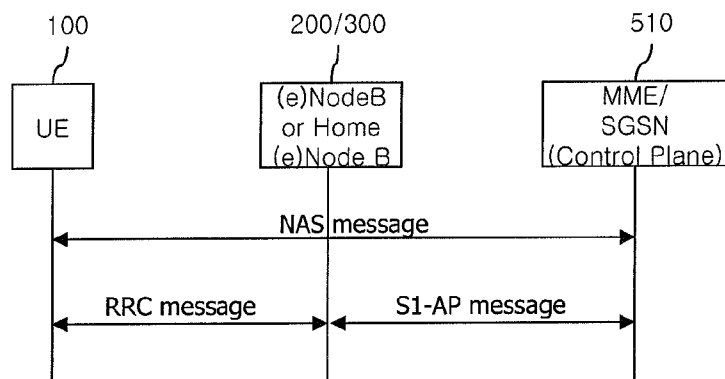 100
200/300
510
UE
(e)NodeB
or Home
(e)Node B
MME/
SGSN
(Control Plane)
NAS message
RRC message
S1-AP message